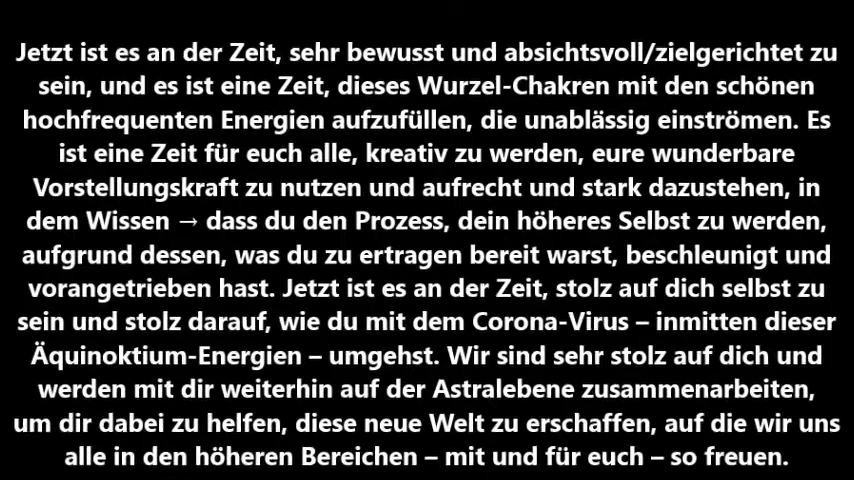 Jetzt ist es an der Zeit, sehr bewusst und absichtsvoll/zielgerichtet zu
sein, und es ist eine Zeit, dieses Wurzel-Chakren mit den schönen
hochfrequenten Energien aufzufüllen, die unablässig einströmen. Es
ist eine Zeit für euch alle, kreativ zu werden, eure wunderbare
Vorstellungskraft zu nutzen und aufrecht und stark dazustehen, in
dem Wissen → dass du den Prozess, dein höheres Selbst zu werden,
aufgrund dessen, was du zu ertragen bereit warst, beschleunigt und
vorangetrieben hast. Jetzt ist es an der Zeit, stolz auf dich selbst zu
sein und stolz darauf, wie du mit dem Corona-Virus – inmitten dieser
Äquinoktium-Energien – umgehst. Wir sind sehr stolz auf dich und
werden mit dir weiterhin auf der Astralebene zusammenarbeiten,
um dir dabei zu helfen, diese neue Welt zu erschaffen, auf die wir uns
alle in den höheren Bereichen – mit und für euch – so freuen.